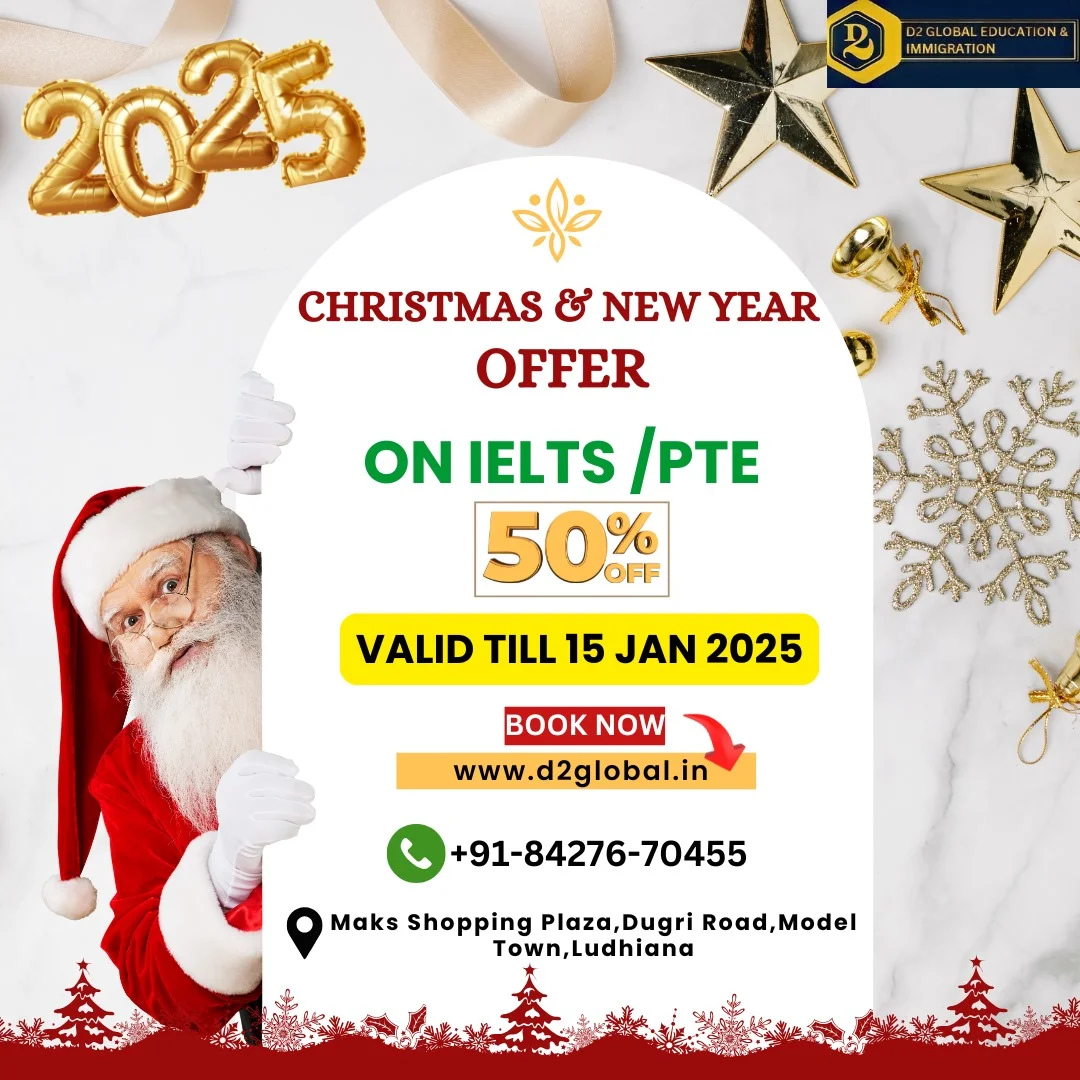 2025
D2 GLOBAL EDUCATION &
IMMIGRATION
CHRISTMAS & NEW YEAR
OFFER
ON IELTS /PTE
50%
OFF
VALID TILL 15 JAN 2025
BOOK NOW
www.d2global.in
+91-84276-70455
Maks Shopping Plaza,Dugri Road,Model
Town,Ludhiana